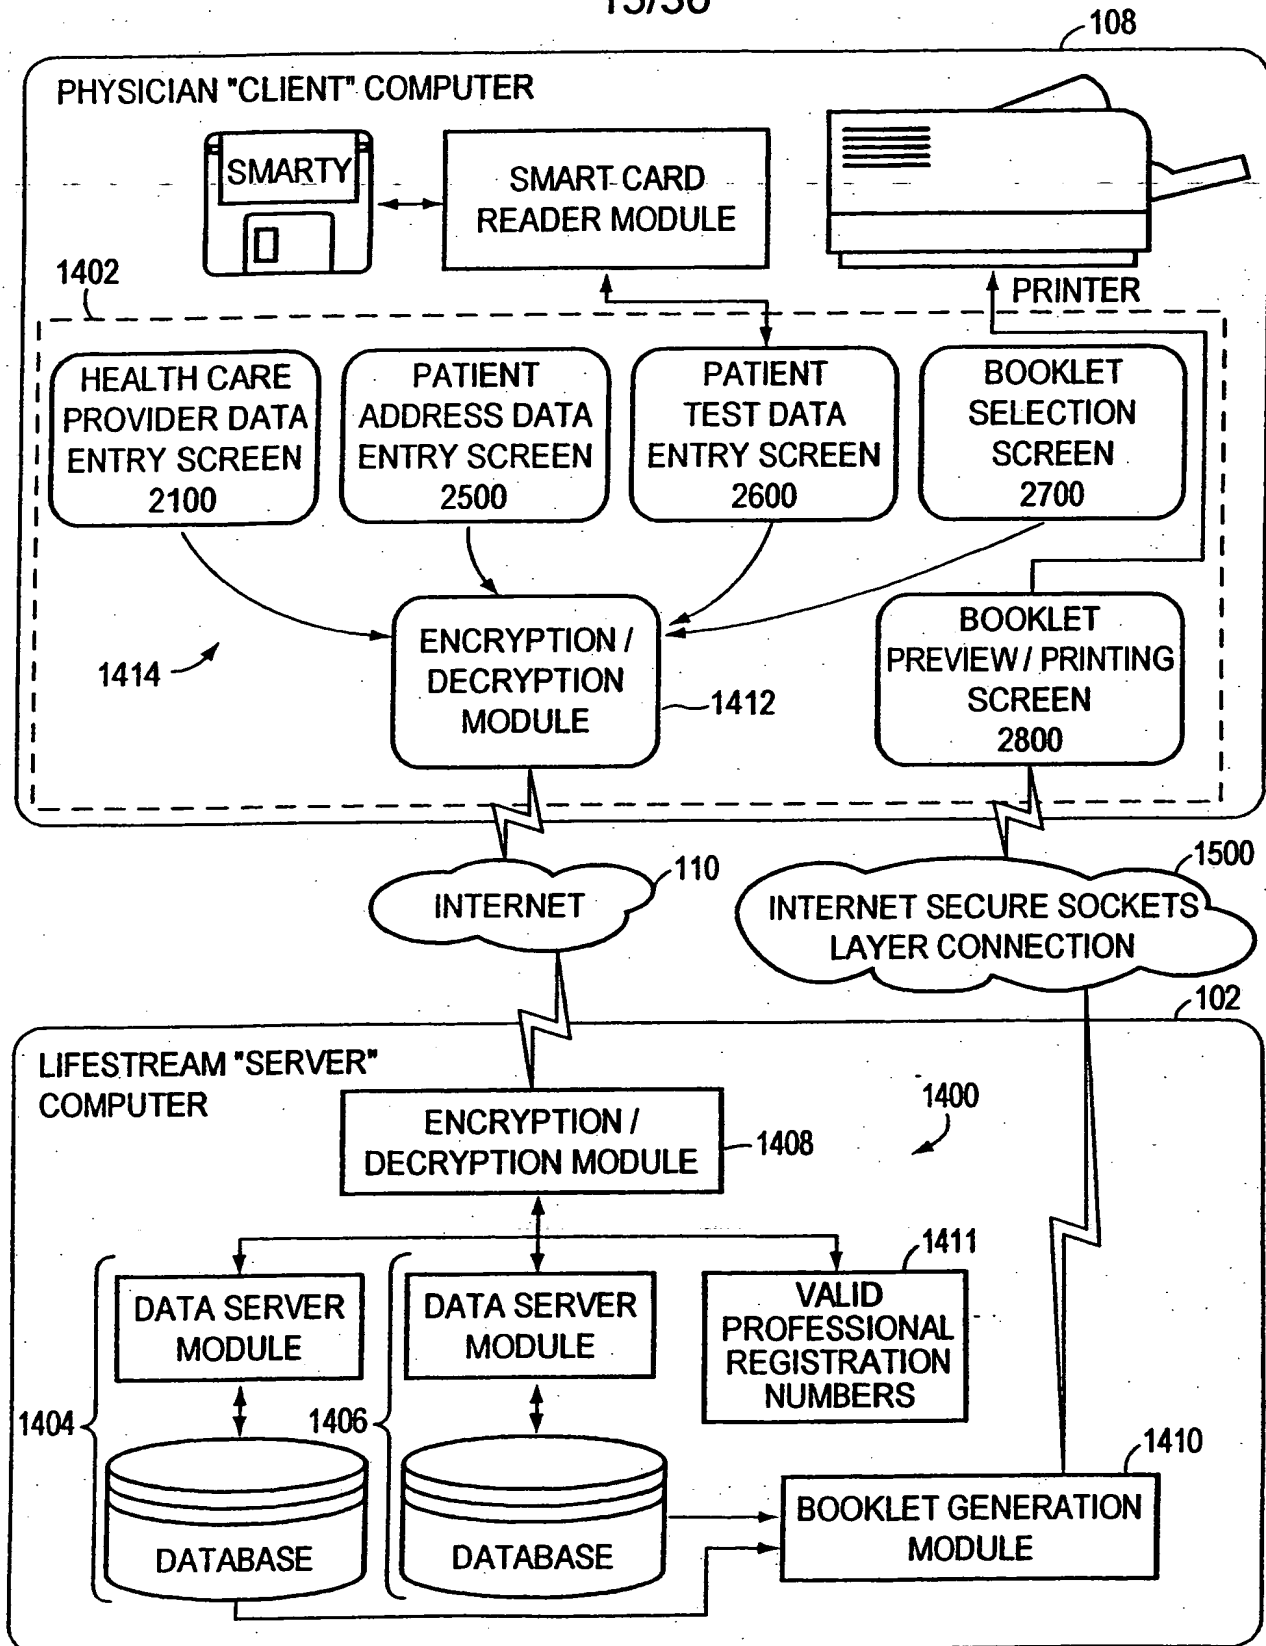 15/36
108
PHYSICIAN "CLIENT" COMPUTER
SMARTY
SMART CARD
READER MODULE
PRINTER
1402
HEALTH CARE
PROVIDER DATA
ENTRY SCREEN
2100
PATIENT
ADDRESS DATA
ENTRY SCREEN
2500
PATIENT
TEST DATA
ENTRY SCREEN
2600
BOOKLET
SELECTION
SCREEN
2700
1414
ENCRYPTION /
DECRYPTION
MODULE
1412
BOOKLET
PREVIEW / PRINTING
SCREEN
2800
INTERNET
110
INTERNET SECURE SOCKETS
LAYER CONNECTION
1500
102
LIFESTREAM "SERVER"
COMPUTER
ENCRYPTION /
DECRYPTION MODULE
1408
1400
1404
DATA SERVER
MODULE
DATABASE
1406
DATA SERVER
MODULE
DATABASE
1411
VALID
PROFESSIONAL
REGISTRATION
NUMBERS
1410
BOOKLET GENERATION
MODULE